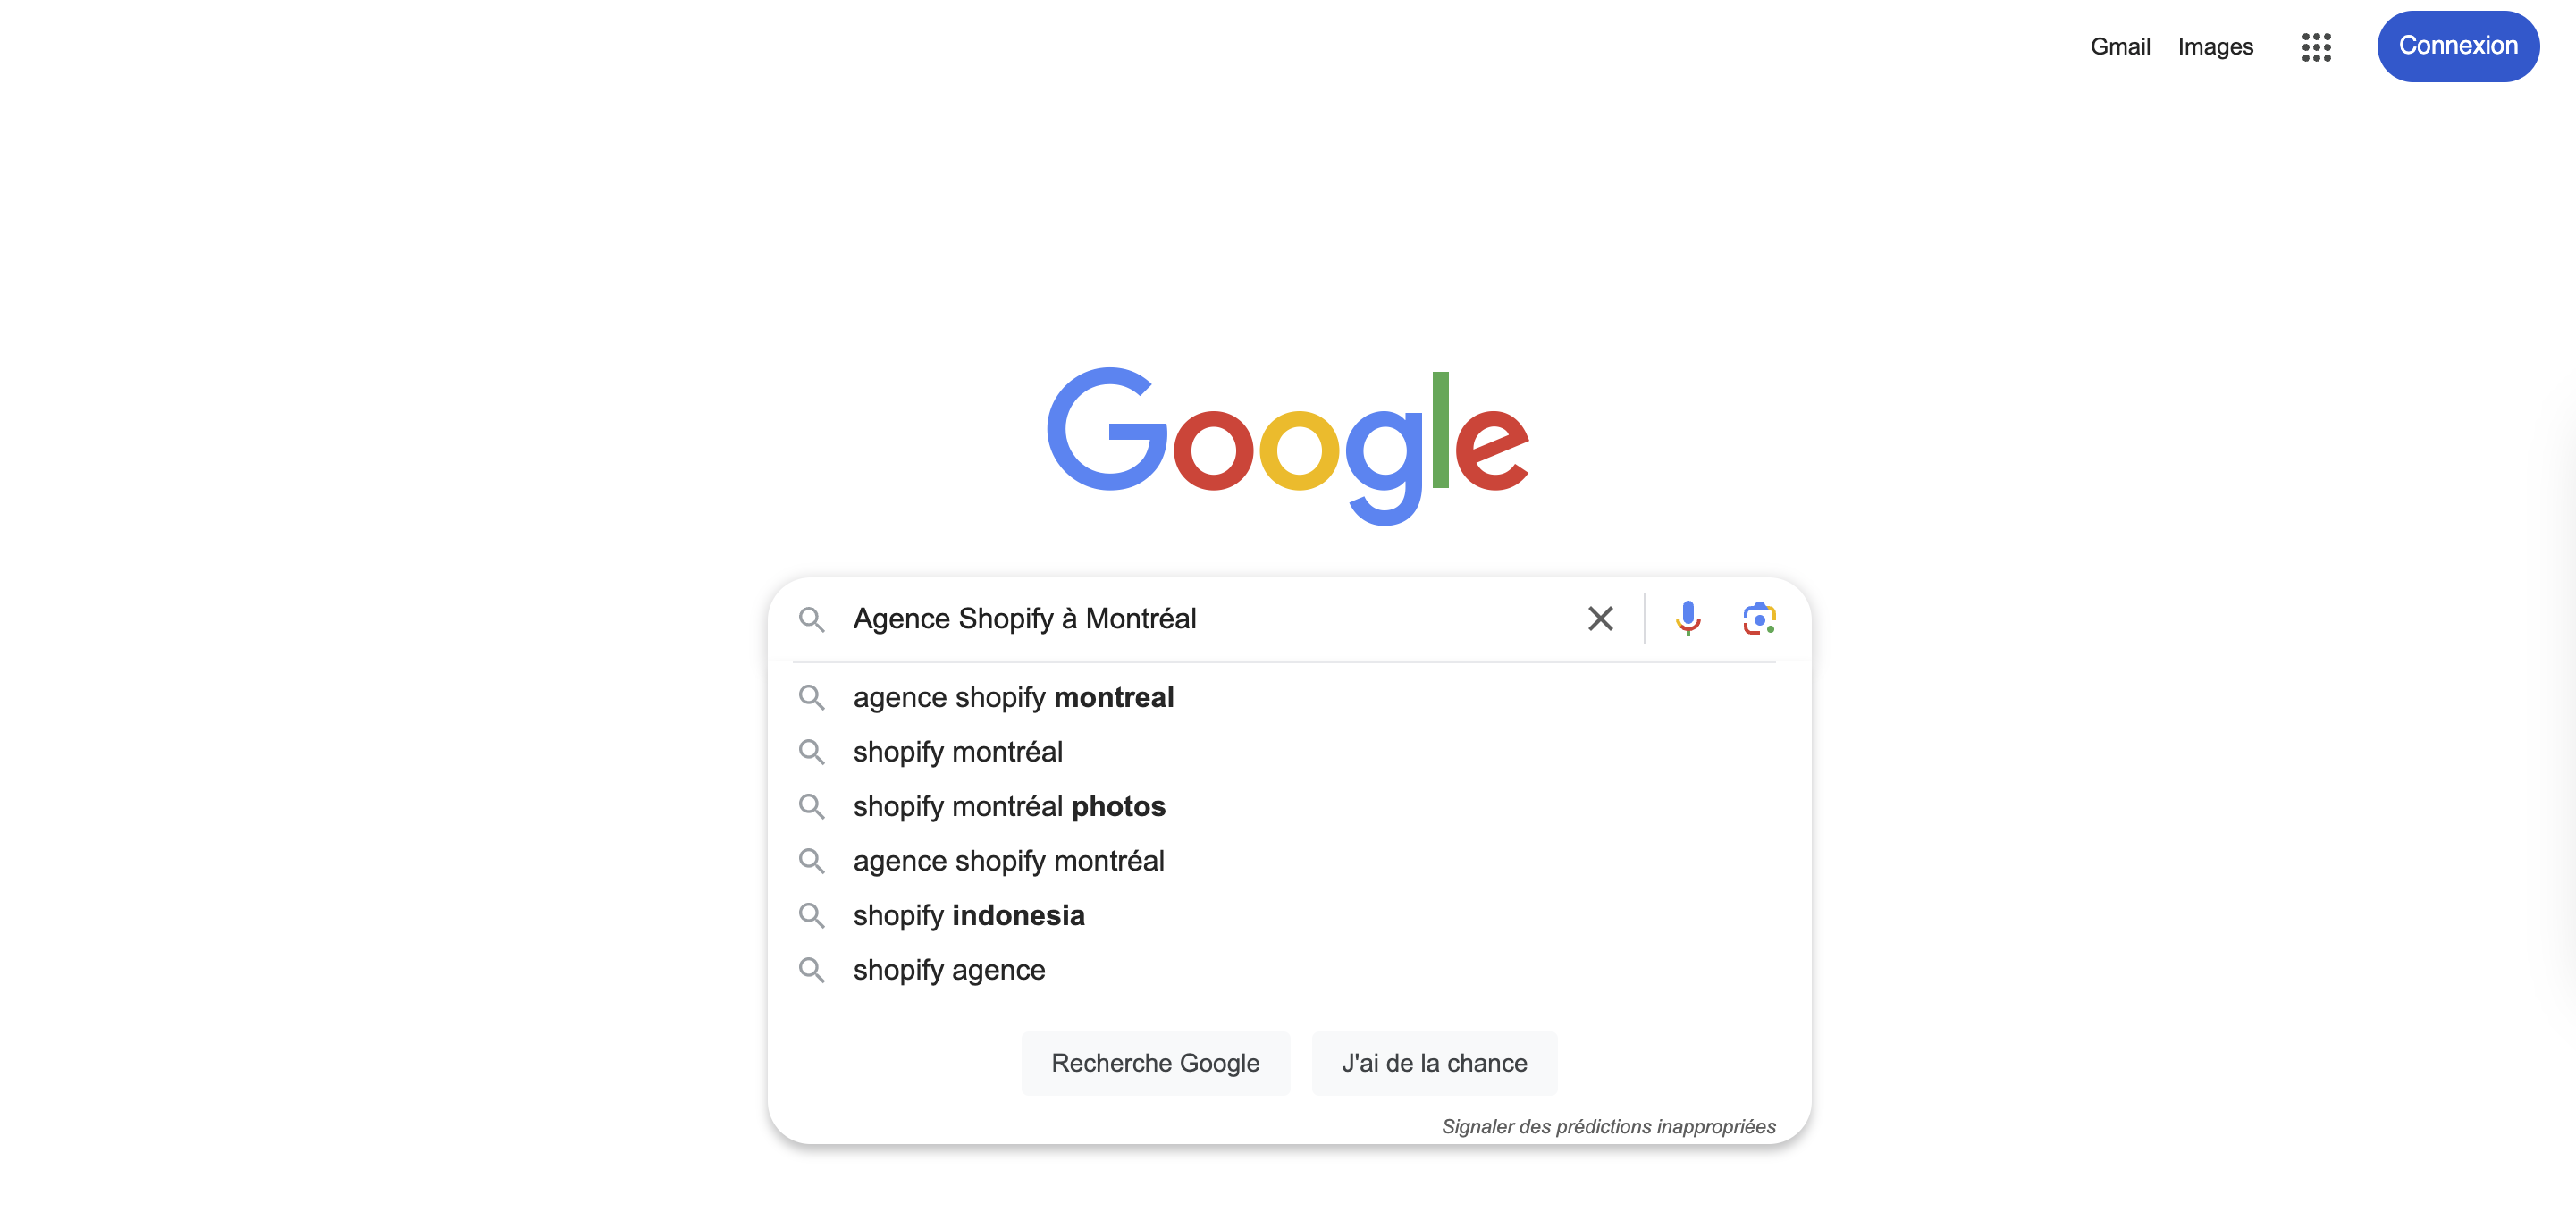 Gmail Images Connexion
Google
Agence Shopify à Montréal
agence shopify montreal
shopify montréal
shopify montréal photos
agence shopify montréal
shopify indonesia
shopify agence
Recherche Google J'ai de la chance
Signaler des prédictions inappropriées